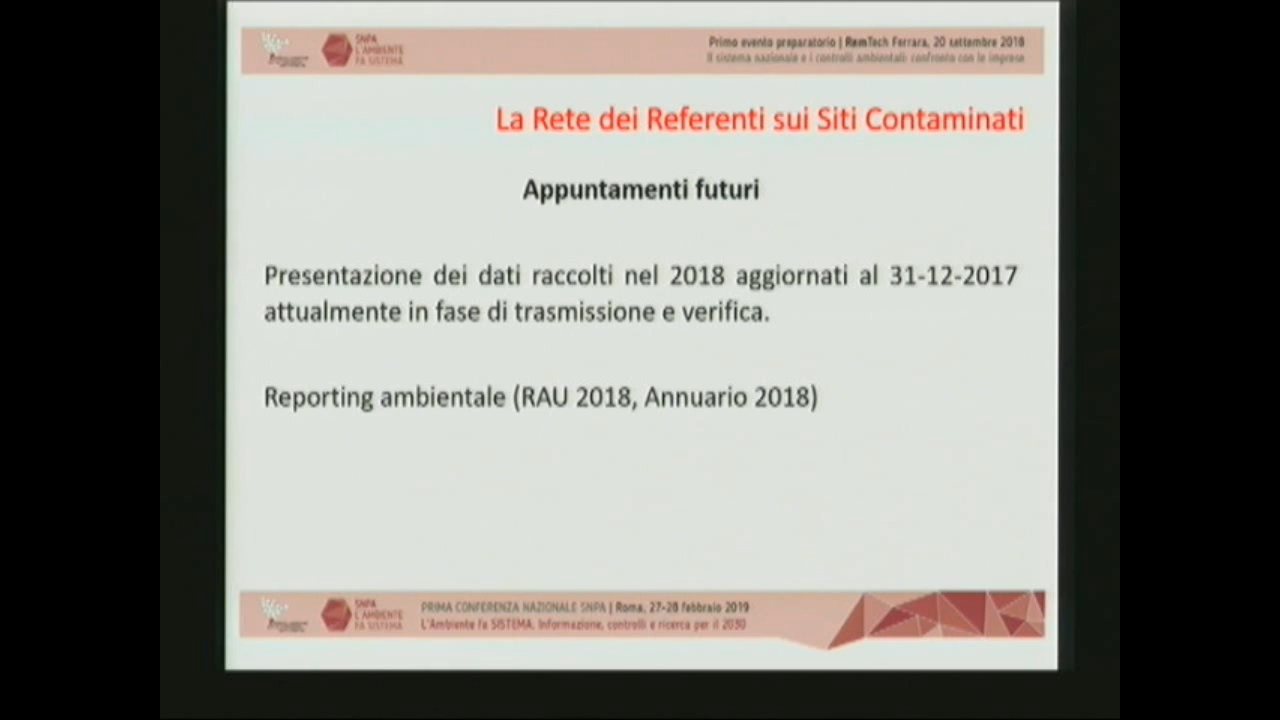 SNPA
L'AMBIENTE
FA SISTEMA
Primo evento preparatorio | RemTech Ferrara, 20 settembre 2018
Il sistema nazionale e i controlli ambientali: confronto con le imprese
La Rete dei Referenti sui Siti Contaminati
Appuntamenti futuri
Presentazione dei dati raccolti nel 2018 aggiornati al 31-12-2017
attualmente in fase di trasmissione e verifica.
Reporting ambientale (RAU 2018, Annuario 2018)
SNPA
L'AMBIENTE
FA SISTEMA
PRIMA CONFERENZA NAZIONALE SNPA | Roma, 27-28 febbraio 2019
L'Ambiente fa SISTEMA. Informazione, controlli e ricerca per il 2030